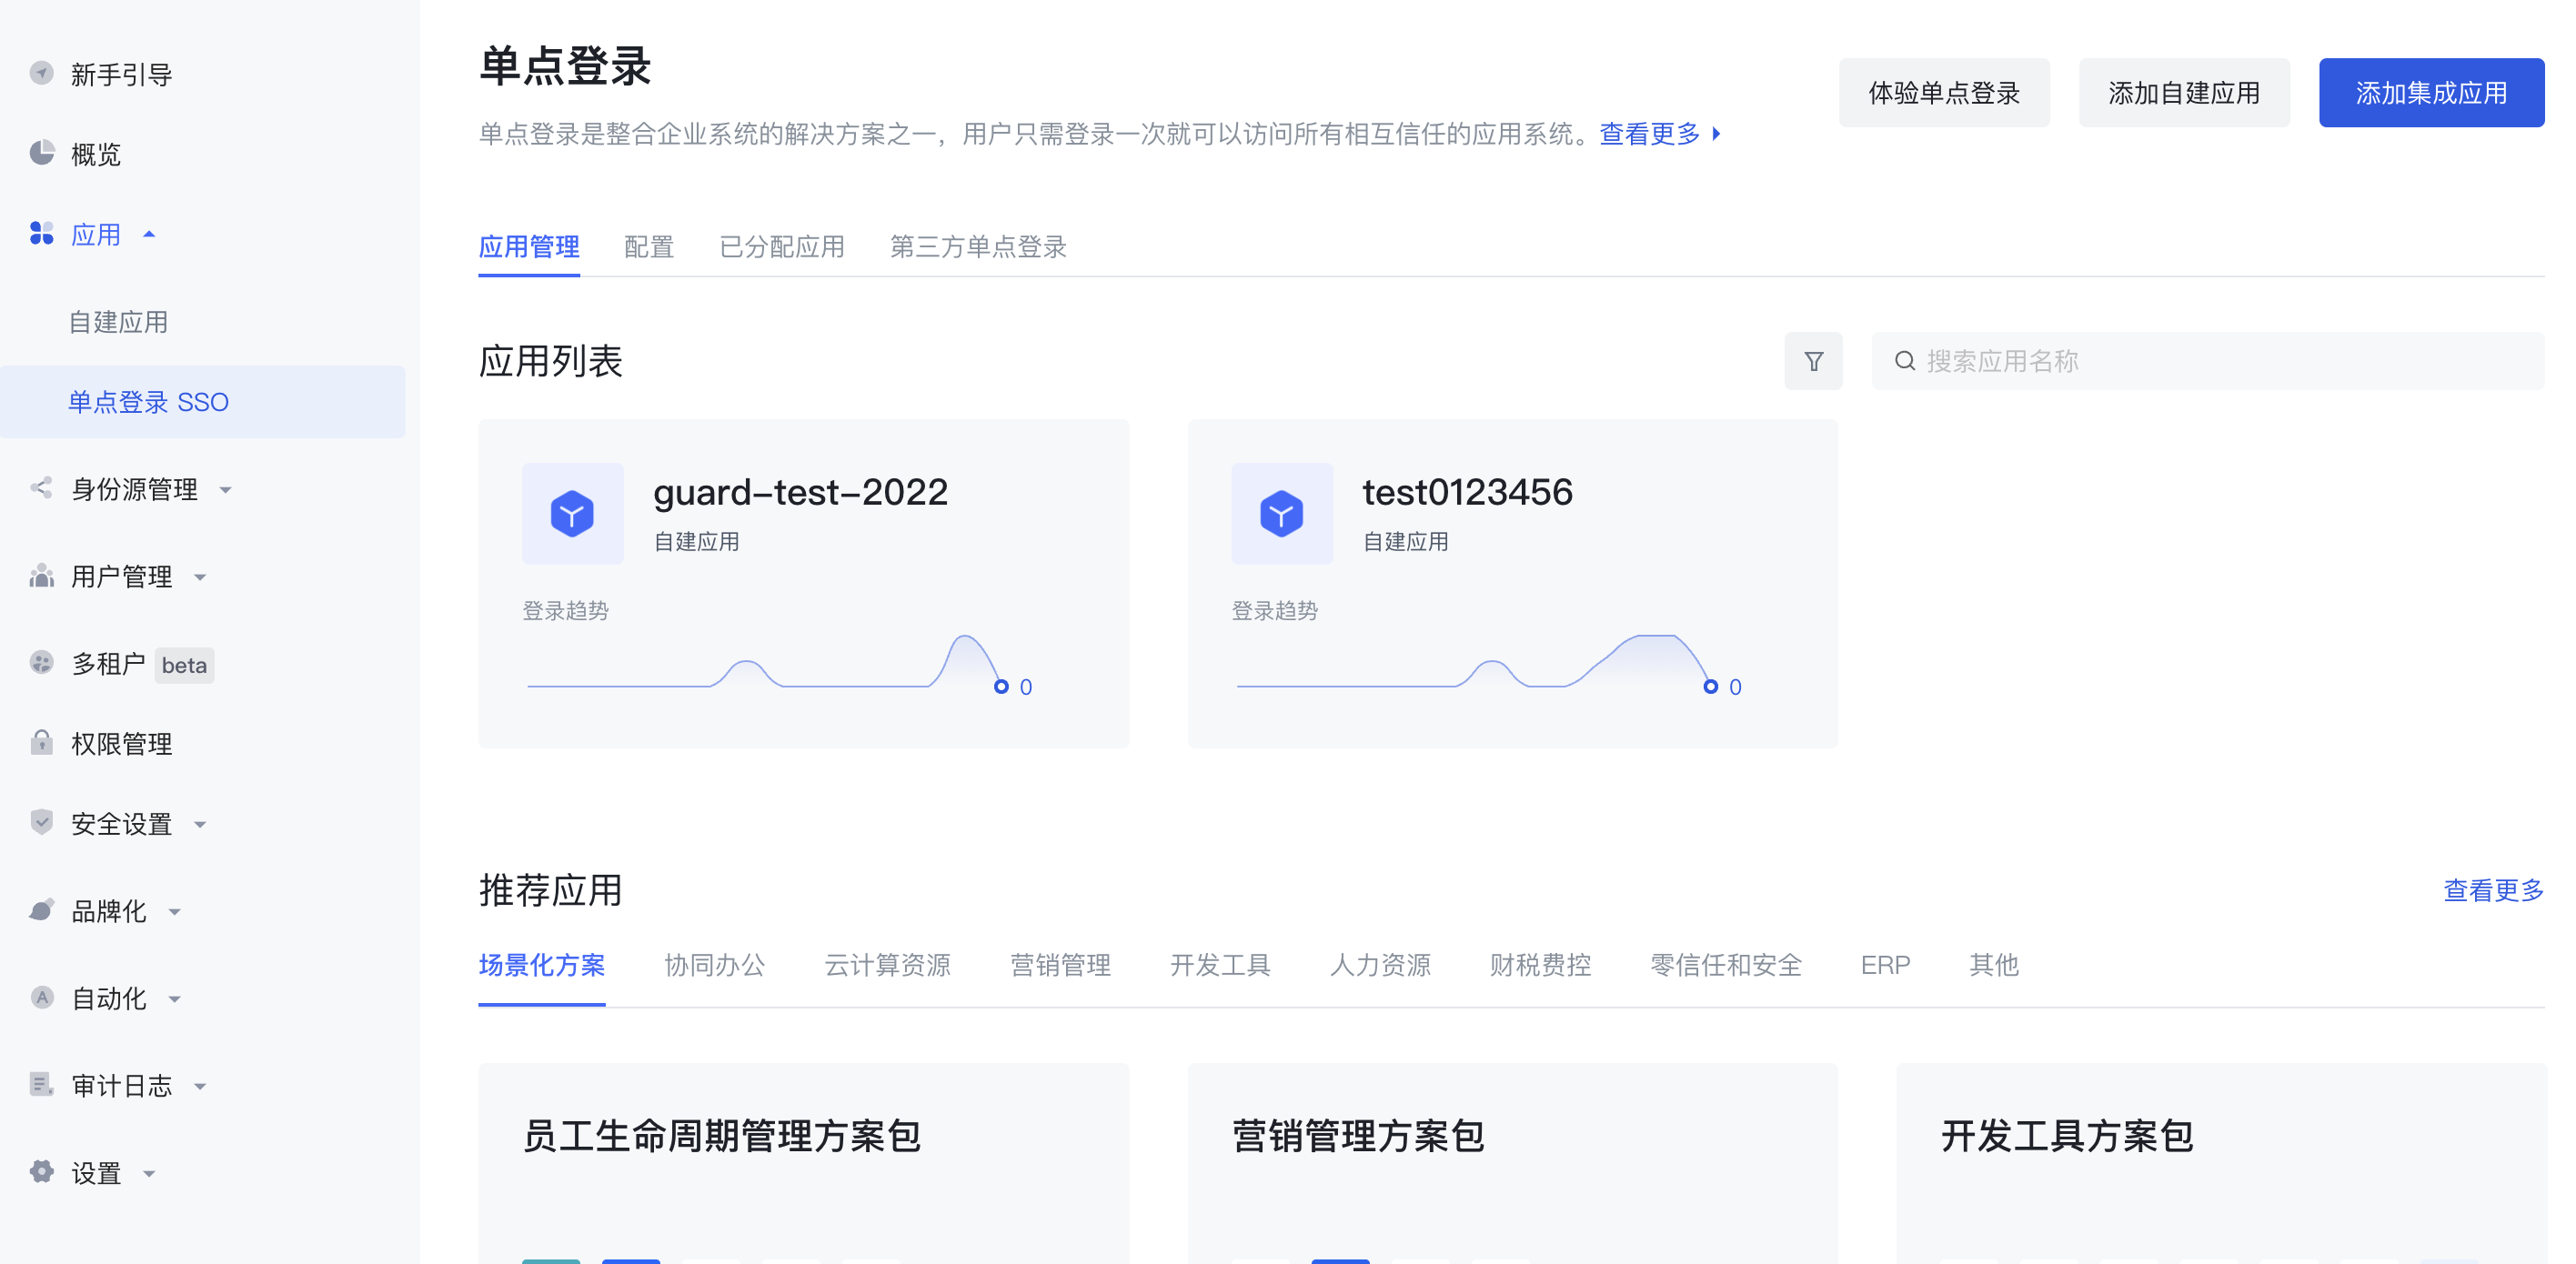 新手引导
概览
应用
自建应用
单点登录 SSO
身份源管理
用户管理
多租户 beta
权限管理
安全设置
品牌化
自动化
审计日志
设置
单点登录
单点登录是整合企业系统的解决方案之一，用户只需登录一次就可以访问所有相互信任的应用系统。查看更多
体验单点登录 添加自建应用 添加集成应用
应用管理 配置 已分配应用 第三方单点登录
应用列表
搜索应用名称
guard-test-2022
自建应用
登录趋势
0
test0123456
自建应用
登录趋势
0
推荐应用
查看更多
场景化方案 协同办公 云计算资源 营销管理 开发工具 人力资源 财税费控 零信任和安全 ERP 其他
员工生命周期管理方案包
营销管理方案包
开发工具方案包